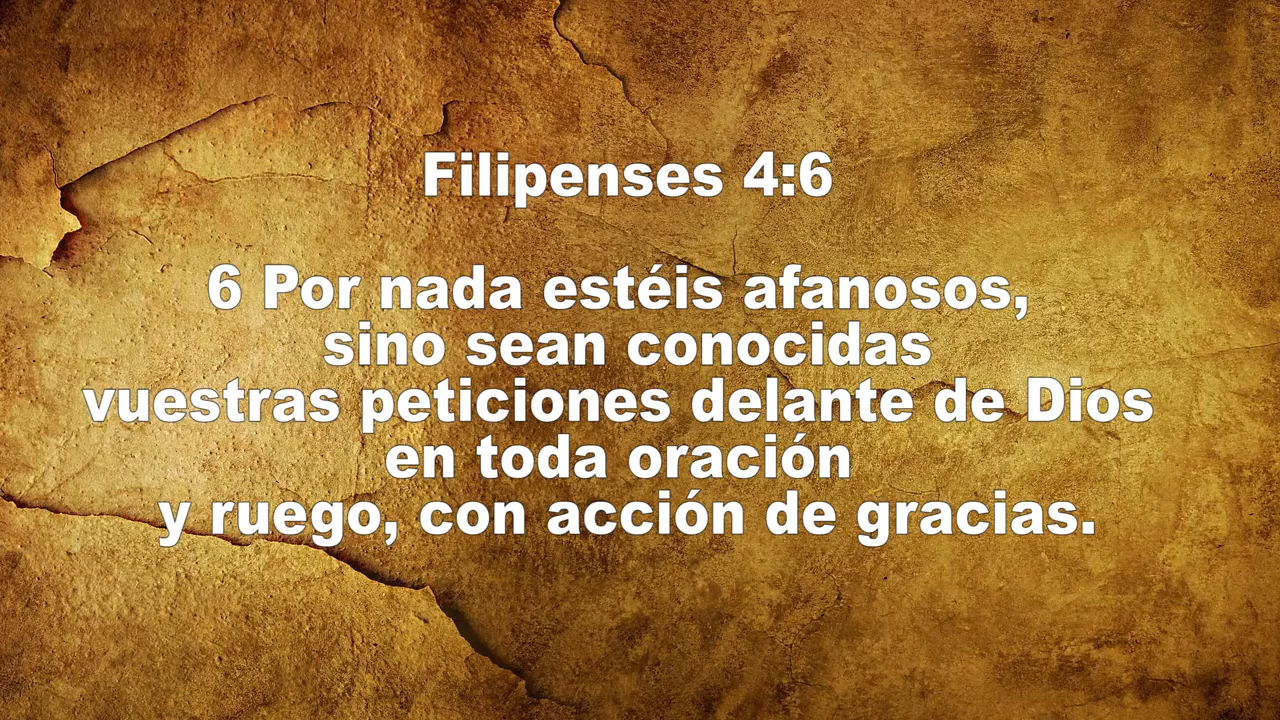 Filipenses 4:6
6 Por nada estéis afanosos,
sino sean conocidas
vuestras peticiones delante de Dios
en toda oración
y ruego, con acción de gracias.